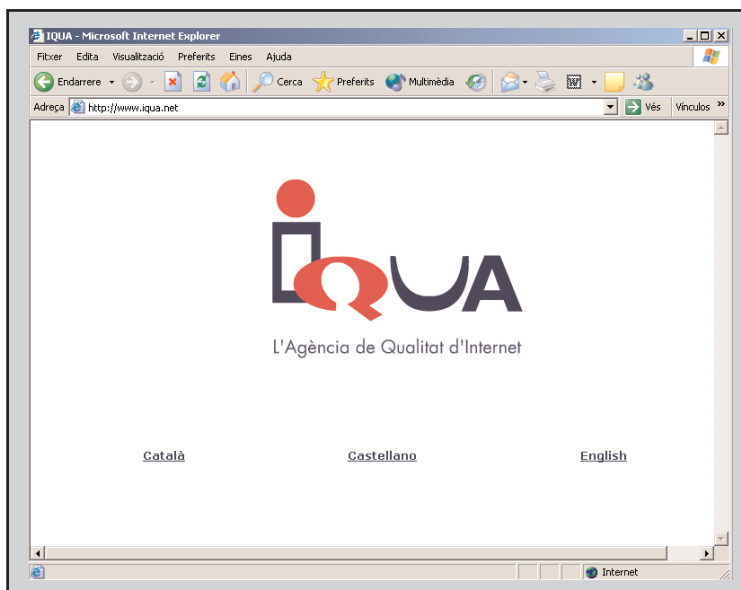 IQUA - Microsoft Internet Explorer
Fitxer Edita Visualització Preferits Eines Ajuda
Endarrere Cerca Preferits Multimèdia
Adreça http://www.iqua.net Vés Vínculos »
iQUA
L'Agència de Qualitat d'Internet
Català Castellano English
Internet